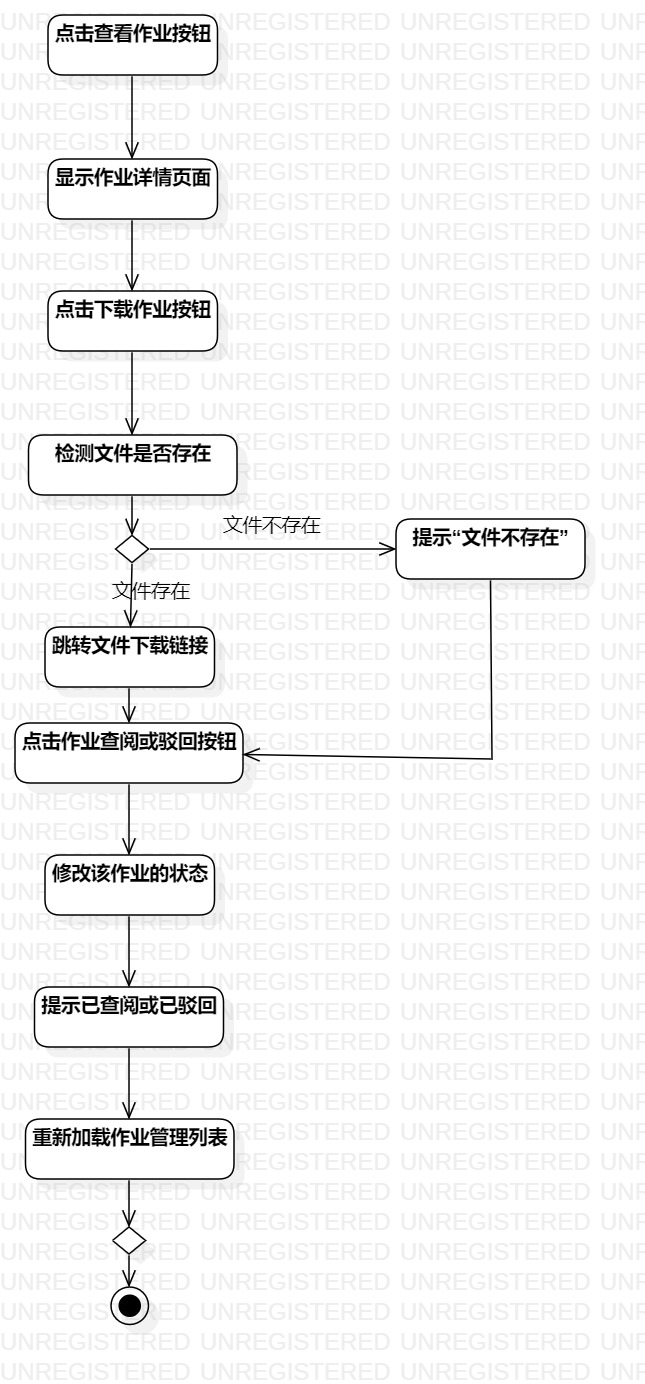 点击查看作业按钮
显示作业详情页面
点击下载作业按钮
检测文件是否存在
文件不存在
提示“文件不存在”
文件存在
跳转文件下载链接
点击作业查阅或驳回按钮
修改该作业的状态
提示已查阅或已驳回
重新加载作业管理列表